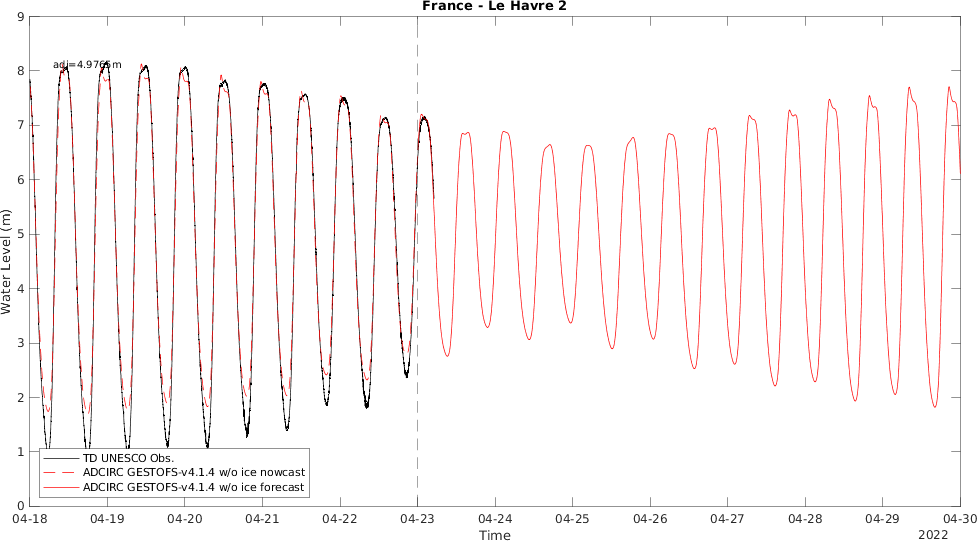 France - Le Havre 2
adj=4.9765m
Water Level (m)
9
8
7
6
5
4
3
2
1
0
TD UNESCO Obs.
ADCIRC GESTOFS-v4.1.4 w/o ice nowcast
ADCIRC GESTOFS-v4.1.4 w/o ice forecast
04-18 04-19 04-20 04-21 04-22 04-23 04-24 04-25 04-26 04-27 04-28 04-29 04-30
Time
2022